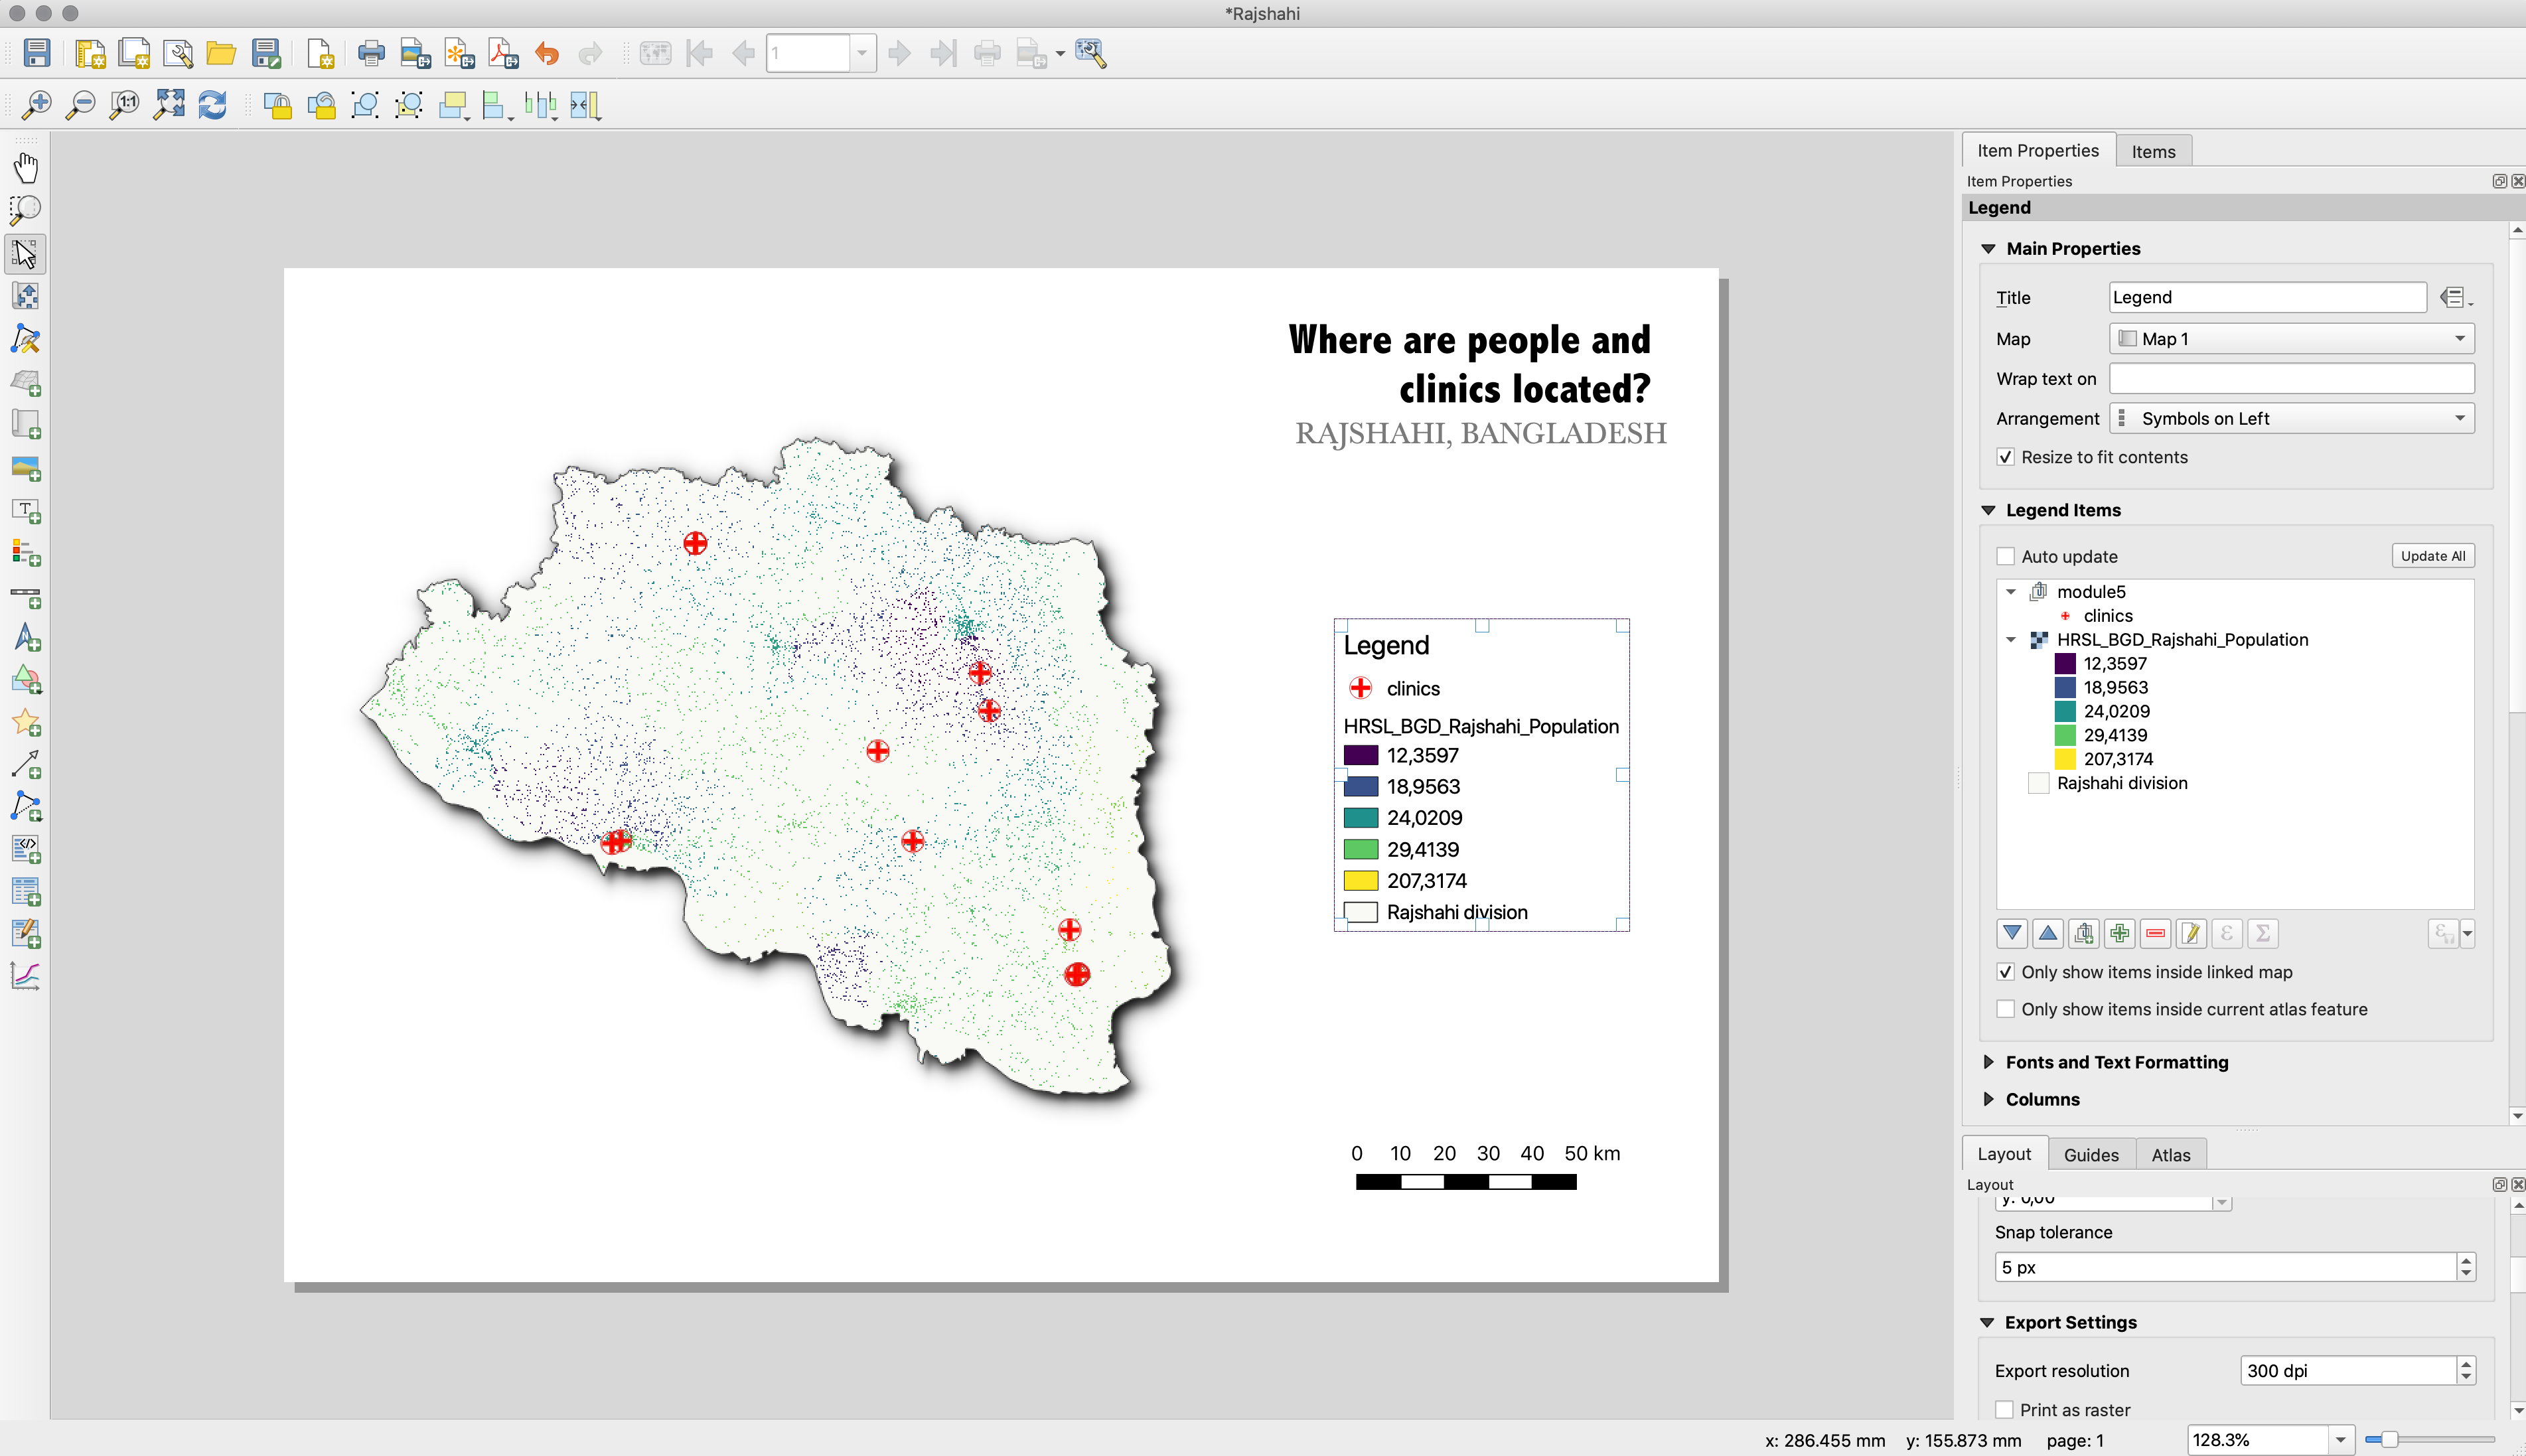 *Rajshahi
1
1:1
Item Properties
Items
Item Properties
Legend
Main Properties
Title
Legend
Map
Map 1
Wrap text on
Arrangement
Symbols on Left
Resize to fit contents
Legend Items
Auto update
Update All
module5
clinics
HRSL_BGD_Rajshahi_Population
12,3597
18,9563
24,0209
29,4139
207,3174
Rajshahi division
Only show items inside linked map
Only show items inside current atlas feature
Fonts and Text Formatting
Columns
Where are people and
clinics located?
RAJSHAHI, BANGLADESH
Legend
clinics
HRSL_BGD_Rajshahi_Population
12,3597
18,9563
24,0209
29,4139
207,3174
Rajshahi division
0 10 20 30 40 50 km
Layout
Guides
Atlas
Layout
y: 0,00
Snap tolerance
5 px
Export Settings
Export resolution
300 dpi
Print as raster
x: 286.455 mm y: 155.873 mm page: 1
128.3%